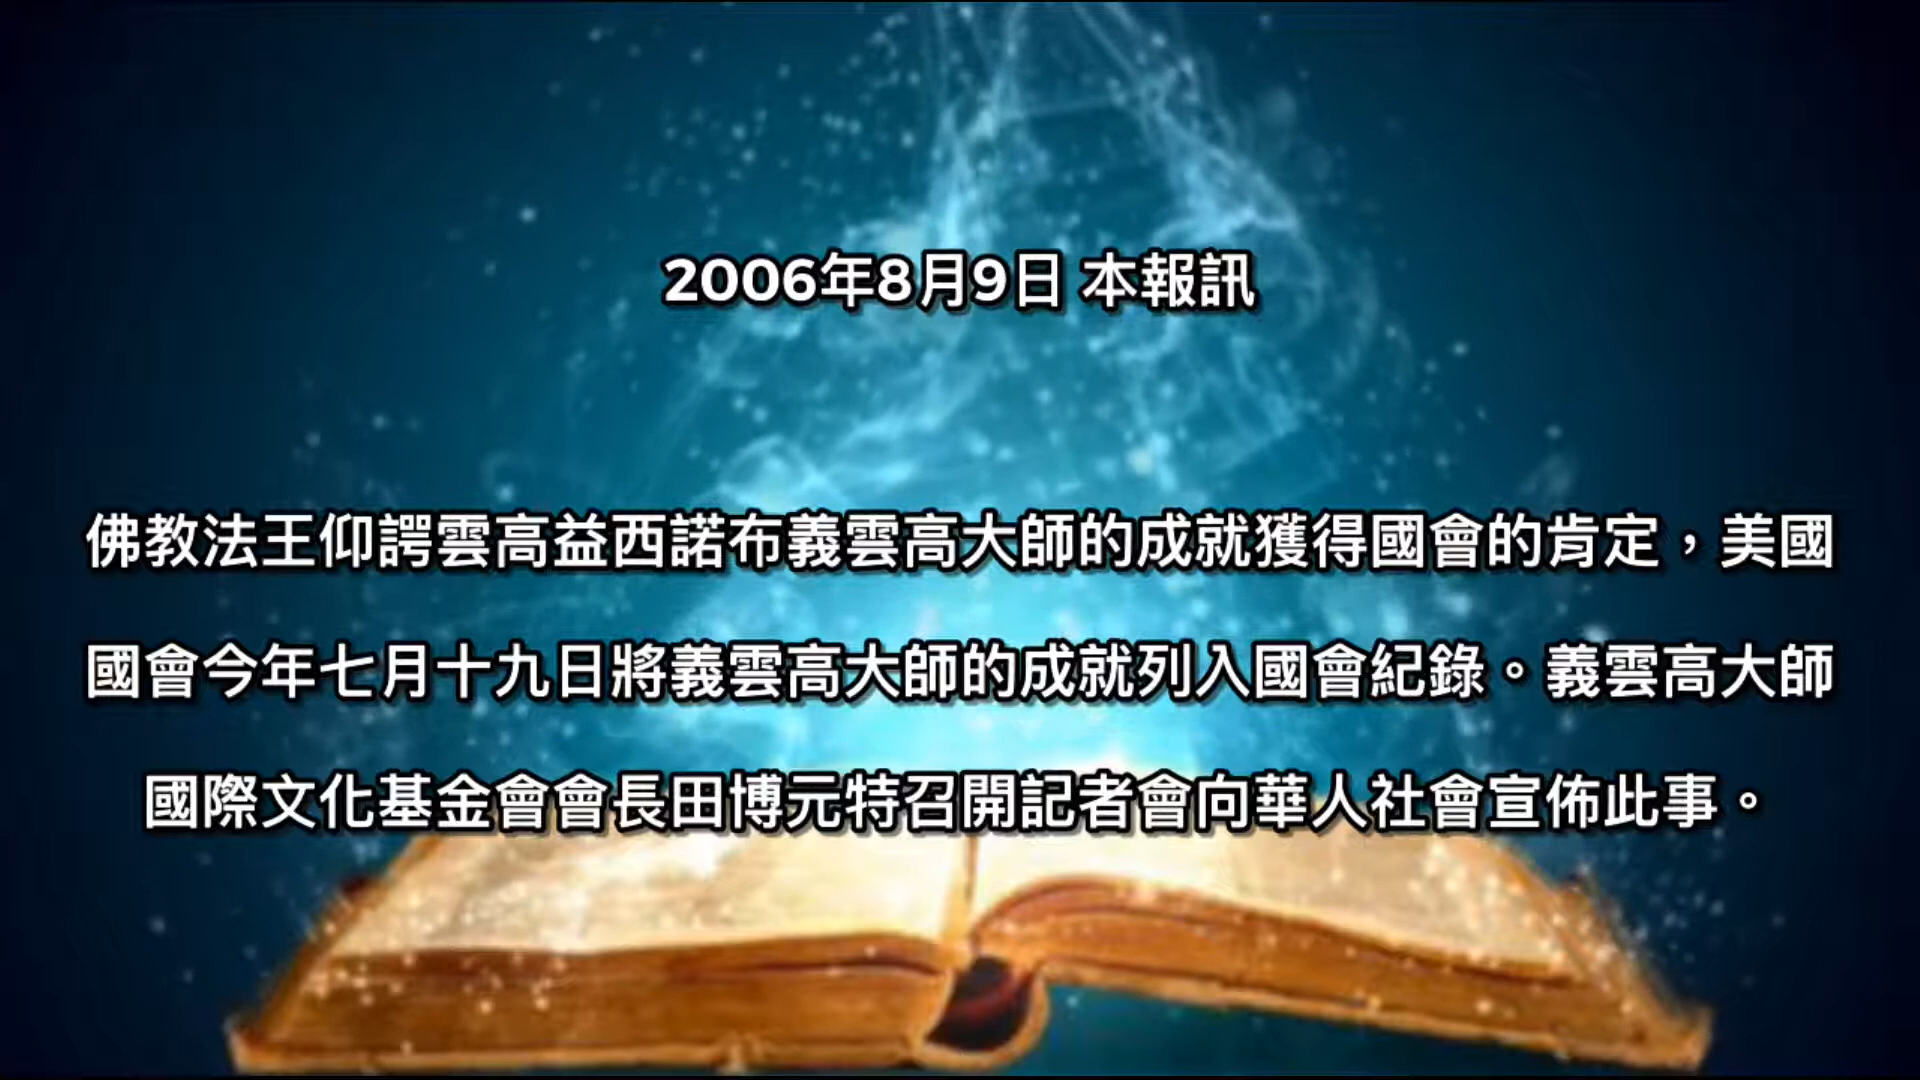 2006年8月9日 本報訊
佛教法王仰諤雲高益西諾布義雲高大師的成就獲得國會的肯定，美國
國會今年七月十九日將義雲高大師的成就列入國會紀錄。義雲高大師
國際文化基金會會長田博元特召開記者會向華人社會宣佈此事。